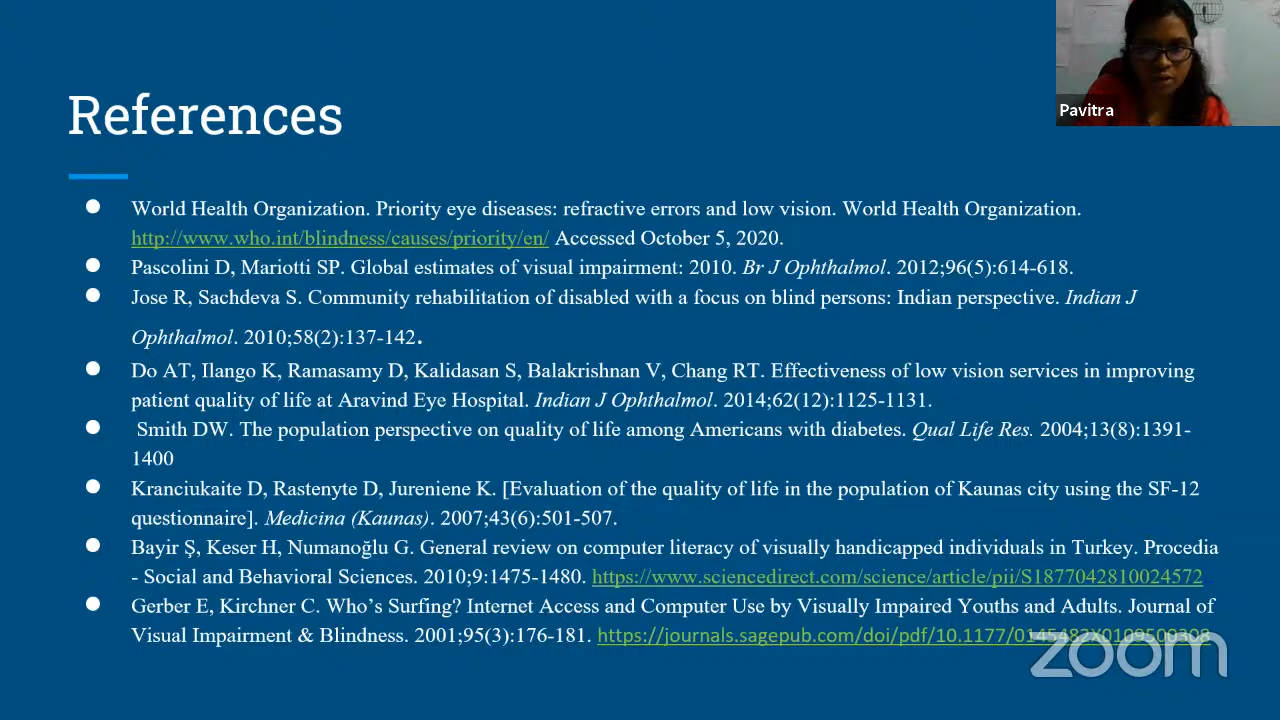 References
Pavitra
World Health Organization. Priority eye diseases: refractive errors and low vision. World Health Organization.
http://www.who.int/blindness/causes/priority/en/ Accessed October 5, 2020.
Pascolini D, Mariotti SP. Global estimates of visual impairment: 2010. Br J Ophthalmol. 2012;96(5):614-618.
Jose R, Sachdeva S. Community rehabilitation of disabled with a focus on blind persons: Indian perspective. Indian J
Ophthalmol. 2010;58(2):137-142.
Do AT, Ilango K, Ramasamy D, Kalidasan S, Balakrishnan V, Chang RT. Effectiveness of low vision services in improving
patient quality of life at Aravind Eye Hospital. Indian J Ophthalmol. 2014;62(12):1125-1131.
Smith DW. The population perspective on quality of life among Americans with diabetes. Qual Life Res. 2004;13(8):1391-
1400
Kranciukaite D, Rastenyte D, Jureniene K. [Evaluation of the quality of life in the population of Kaunas city using the SF-12
questionnaire]. Medicina (Kaunas). 2007;43(6):501-507.
Bayir Ş, Keser H, Numanoğlu G. General review on computer literacy of visually handicapped individuals in Turkey. Procedia
- Social and Behavioral Sciences. 2010;9:1475-1480. https://www.sciencedirect.com/science/article/pii/S1877042810024572
Gerber E, Kirchner C. Who's Surfing? Internet Access and Computer Use by Visually Impaired Youths and Adults. Journal of
Visual Impairment & Blindness. 2001;95(3):176-181. https://journals.sagepub.com/doi/pdf/10.1177/0145482X0109500308
zoom